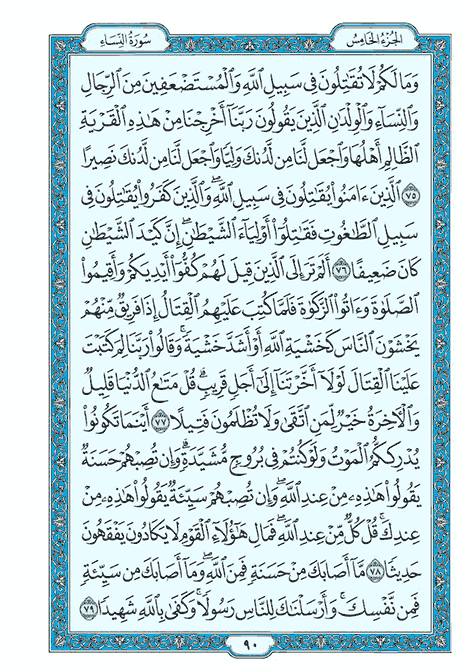 الجزء الخامس
سورة النساء
وَمَا لَكُمْ لَا تُقَٰتِلُونَ فِى سَبِيلِ ٱللَّهِ وَٱلْمُسْتَضْعَفِينَ مِنَ ٱلرِّجَالِ
وَٱلنِّسَآءِ وَٱلْوِلْدَٰنِ ٱلَّذِينَ يَقُولُونَ رَبَّنَآ أَخْرِجْنَا مِنْ هَٰذِهِ ٱلْقَرْيَةِ
ٱلظَّالِمِ أَهْلُهَا وَٱجْعَل لَّنَا مِن لَّدُنكَ وَلِيًّا وَٱجْعَل لَّنَا مِن لَّدُنكَ نَصِيرًا
٧٥ ٱلَّذِينَ ءَامَنُوا۟ يُقَٰتِلُونَ فِى سَبِيلِ ٱللَّهِ ۖ وَٱلَّذِينَ كَفَرُوا۟ يُقَٰتِلُونَ فِى
سَبِيلِ ٱلطَّٰغُوتِ فَقَٰتِلُوٓا۟ أَوْلِيَآءَ ٱلشَّيْطَٰنِ ۖ إِنَّ كَيْدَ ٱلشَّيْطَٰنِ
كَانَ ضَعِيفًا ٧٦ أَلَمْ تَرَ إِلَى ٱلَّذِينَ قِيلَ لَهُمْ كُفُّوٓا۟ أَيْدِيَكُمْ وَأَقِيمُوا۟
ٱلصَّلَوٰةَ وَءَاتُوا۟ ٱلزَّكَوٰةَ فَلَمَّا كُتِبَ عَلَيْهِمُ ٱلْقِتَالُ إِذَا فَرِيقٌ مِّنْهُمْ
يَخْشَوْنَ ٱلنَّاسَ كَخَشْيَةِ ٱللَّهِ أَوْ أَشَدَّ خَشْيَةً ۚ وَقَالُوا۟ رَبَّنَا لِمَ كَتَبْتَ
عَلَيْنَا ٱلْقِتَالَ لَوْلَآ أَخَّرْتَنَآ إِلَىٰٓ أَجَلٍ قَرِيبٍ ۗ قُلْ مَتَٰعُ ٱلدُّنْيَا قَلِيلٌ
وَٱلْءَاخِرَةُ خَيْرٌ لِّمَنِ ٱتَّقَىٰ وَلَا تُظْلَمُونَ فَتِيلًا ٧٧ أَيْنَمَا تَكُونُوا۟
يُدْرِككُّمُ ٱلْمَوْتُ وَلَوْ كُنتُمْ فِى بُرُوجٍ مُّشَيَّدَةٍ ۗ وَإِن تُصِبْهُمْ حَسَنَةٌ
يَقُولُوا۟ هَٰذِهِۦ مِنْ عِندِ ٱللَّهِ ۖ وَإِن تُصِبْهُمْ سَيِّئَةٌ يَقُولُوا۟ هَٰذِهِۦ مِنْ
عِندِكَ ۚ قُلْ كُلٌّ مِّنْ عِندِ ٱللَّهِ ۖ فَمَالِ هَٰٓؤُلَآءِ ٱلْقَوْمِ لَا يَكَادُونَ يَفْقَهُونَ
حَدِيثًا ٧٨ مَّآ أَصَابَكَ مِنْ حَسَنَةٍ فَمِنَ ٱللَّهِ ۖ وَمَآ أَصَابَكَ مِن سَيِّئَةٍ
فَمِن نَّفْسِكَ ۚ وَأَرْسَلْنَٰكَ لِلنَّاسِ رَسُولًا ۚ وَكَفَىٰ بِٱللَّهِ شَهِيدًا ٧٩
٩٠